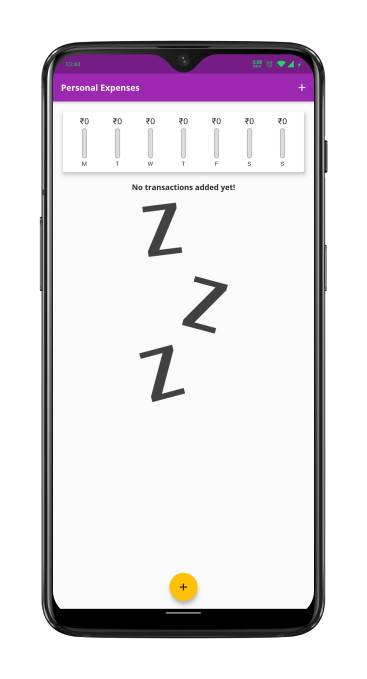 10:44
Personal Expenses +
₹0 ₹0 ₹0 ₹0 ₹0 ₹0 ₹0
M T W T F S S
No transactions added yet!
Z
Z
Z
+